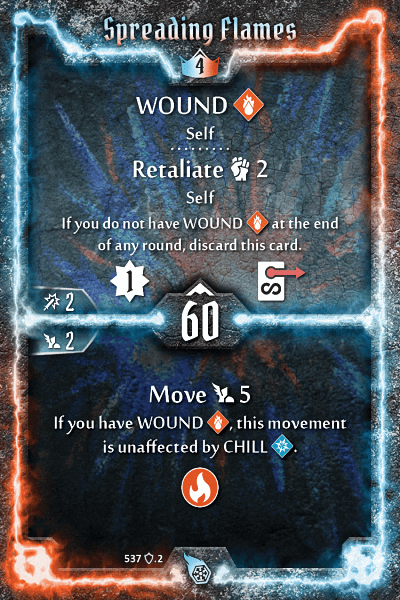 Spreading Flames
4
WOUND
Self
Retaliate 2
Self
If you do not have WOUND at the end
of any round, discard this card.
1
2
60
2
Move 5
If you have WOUND, this movement
is unaffected by CHILL.
537 .2